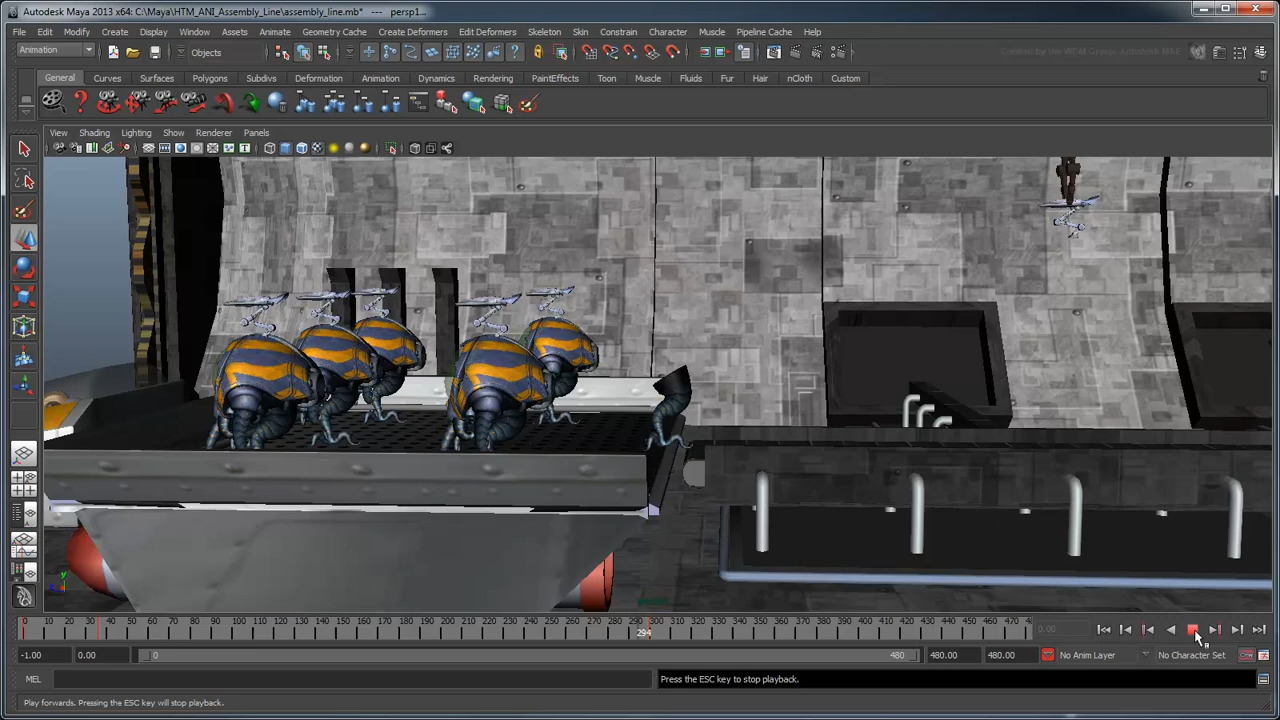 Autodesk Maya 2013 x64: C:\Maya\HTM_ANI_Assembly_Line\assembly_line.mb* --- persp1...
File Edit Modify Create Display Window Assets Animate Geometry Cache Create Deformers Edit Deformers Skeleton Skin Constrain Character Muscle Pipeline Cache Help
Animation Objects
General Curves Surfaces Polygons Subdivs Deformation Animation Dynamics Rendering PaintEffects Toon Muscle Fluids Fur Hair nCloth Custom
View Shading Lighting Show Renderer Panels
y
0 10 20 30 40 50 60 70 80 90 100 110 120 130 140 150 160 170 180 190 200 210 220 230 240 250 260 270 280 290 300 310 320 330 340 350 360 370 380 390 400 410 420 430 440 450 460 470 0.00
294
-1.00 0.00 0 480 480.00 480.00 No Anim Layer No Character Set
MEL Press the ESC key to stop playback.
Play forwards. Pressing the ESC key will stop playback.